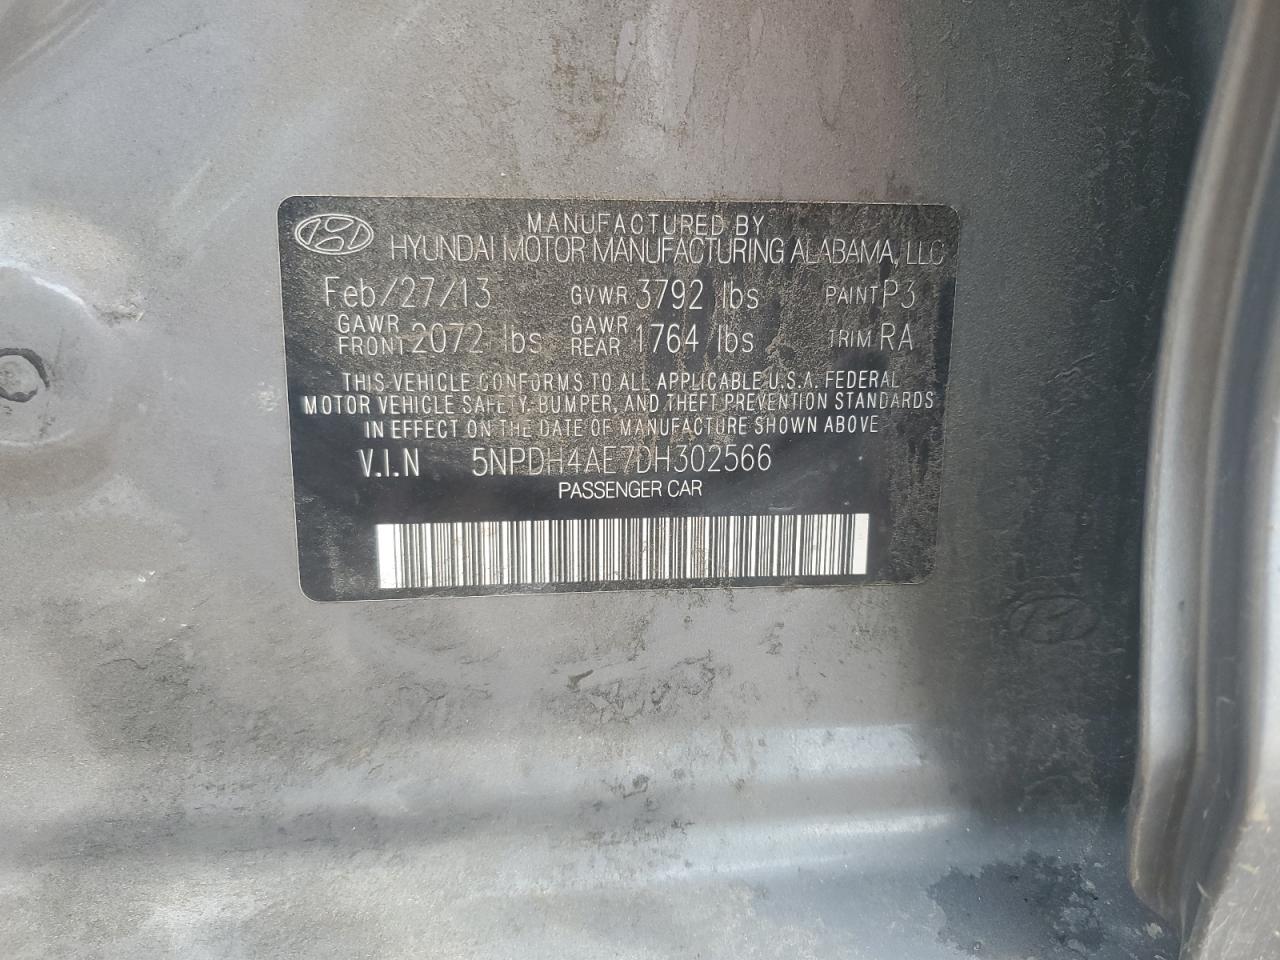 MANUFACTURED BY
HYUNDAI MOTOR MANUFACTURING ALABAMA, LLC
Feb/27/13 GVWR 3792 lbs PAINT P3
GAWR FRONT 2072 lbs GAWR REAR 1764 lbs TRIM RA
THIS VEHICLE CONFORMS TO ALL APPLICABLE U.S.A. FEDERAL
MOTOR VEHICLE SAFETY, BUMPER, AND THEFT PREVENTION STANDARDS
IN EFFECT ON THE DATE OF MANUFACTURE SHOWN ABOVE
V.I.N 5NPDH4AE7DH302566
PASSENGER CAR